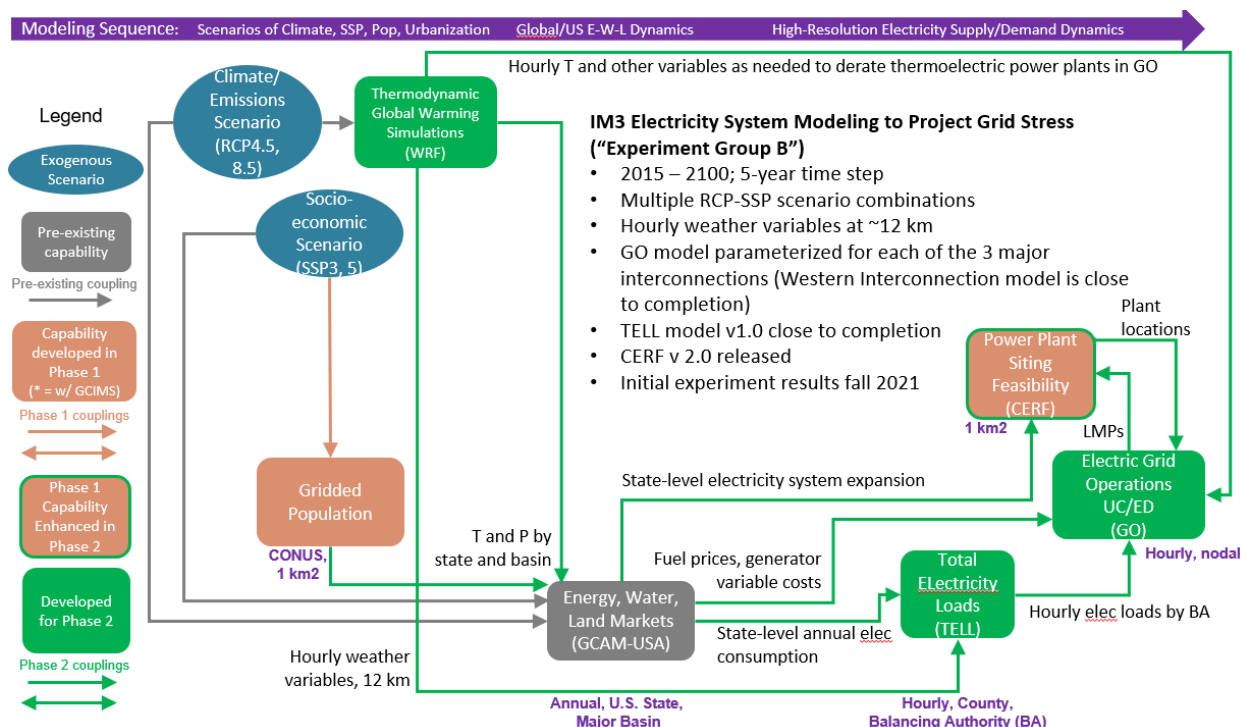 Modeling Sequence: Scenarios of Climate, SSP, Pop, Urbanization Global/US E-W-L Dynamics High-Resolution Electricity Supply/Demand Dynamics
Legend
Exogenous
Scenario
Pre-existing
capability
Pre-existing coupling
Capability
developed in
Phase 1
(* = w/ GCIMS)
Phase 1 couplings
Phase 1
Capability
Enhanced in
Phase 2
Developed
for Phase 2
Phase 2 couplings
Climate/
Emissions
Scenario
(RCP4.5,
8.5)
Thermodynamic
Global Warming
Simulations
(WRF)
Hourly T and other variables as needed to derate thermoelectric power plants in GO
Socio-
economic
Scenario
(SSP3, 5)
IM3 Electricity System Modeling to Project Grid Stress
("Experiment Group B")
• 2015 – 2100; 5-year time step
• Multiple RCP-SSP scenario combinations
• Hourly weather variables at ~12 km
• GO model parameterized for each of the 3 major
interconnections (Western Interconnection model is close
to completion)
• TELL model v1.0 close to completion
• CERF v 2.0 released
• Initial experiment results fall 2021
Plant
locations
Power Plant
Siting
Feasibility
(CERF)
1 km2
LMPs
Electric Grid
Operations
UC/ED
(GO)
Hourly, nodal
Gridded
Population
CONUS,
1 km2
T and P by
state and basin
State-level electricity system expansion
Fuel prices, generator
variable costs
Energy, Water,
Land Markets
(GCAM-USA)
Total
ELectricity
Loads
(TELL)
Hourly elec loads by BA
State-level annual elec
consumption
Hourly weather
variables, 12 km
Annual, U.S. State,
Major Basin
Hourly, County,
Balancing Authority (BA)